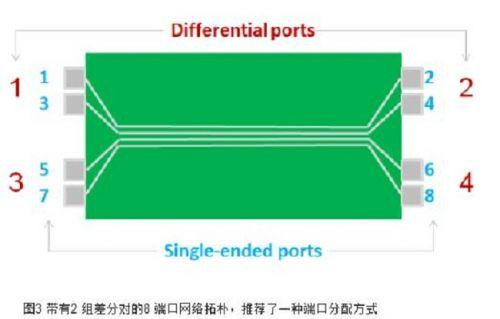 Differential ports
1 1 2 2
3 4
3 5 6 4
7 8
Single-ended ports
图3 带有2 组差分对的8 端口网络拓朴，推荐了一种端口分配方式